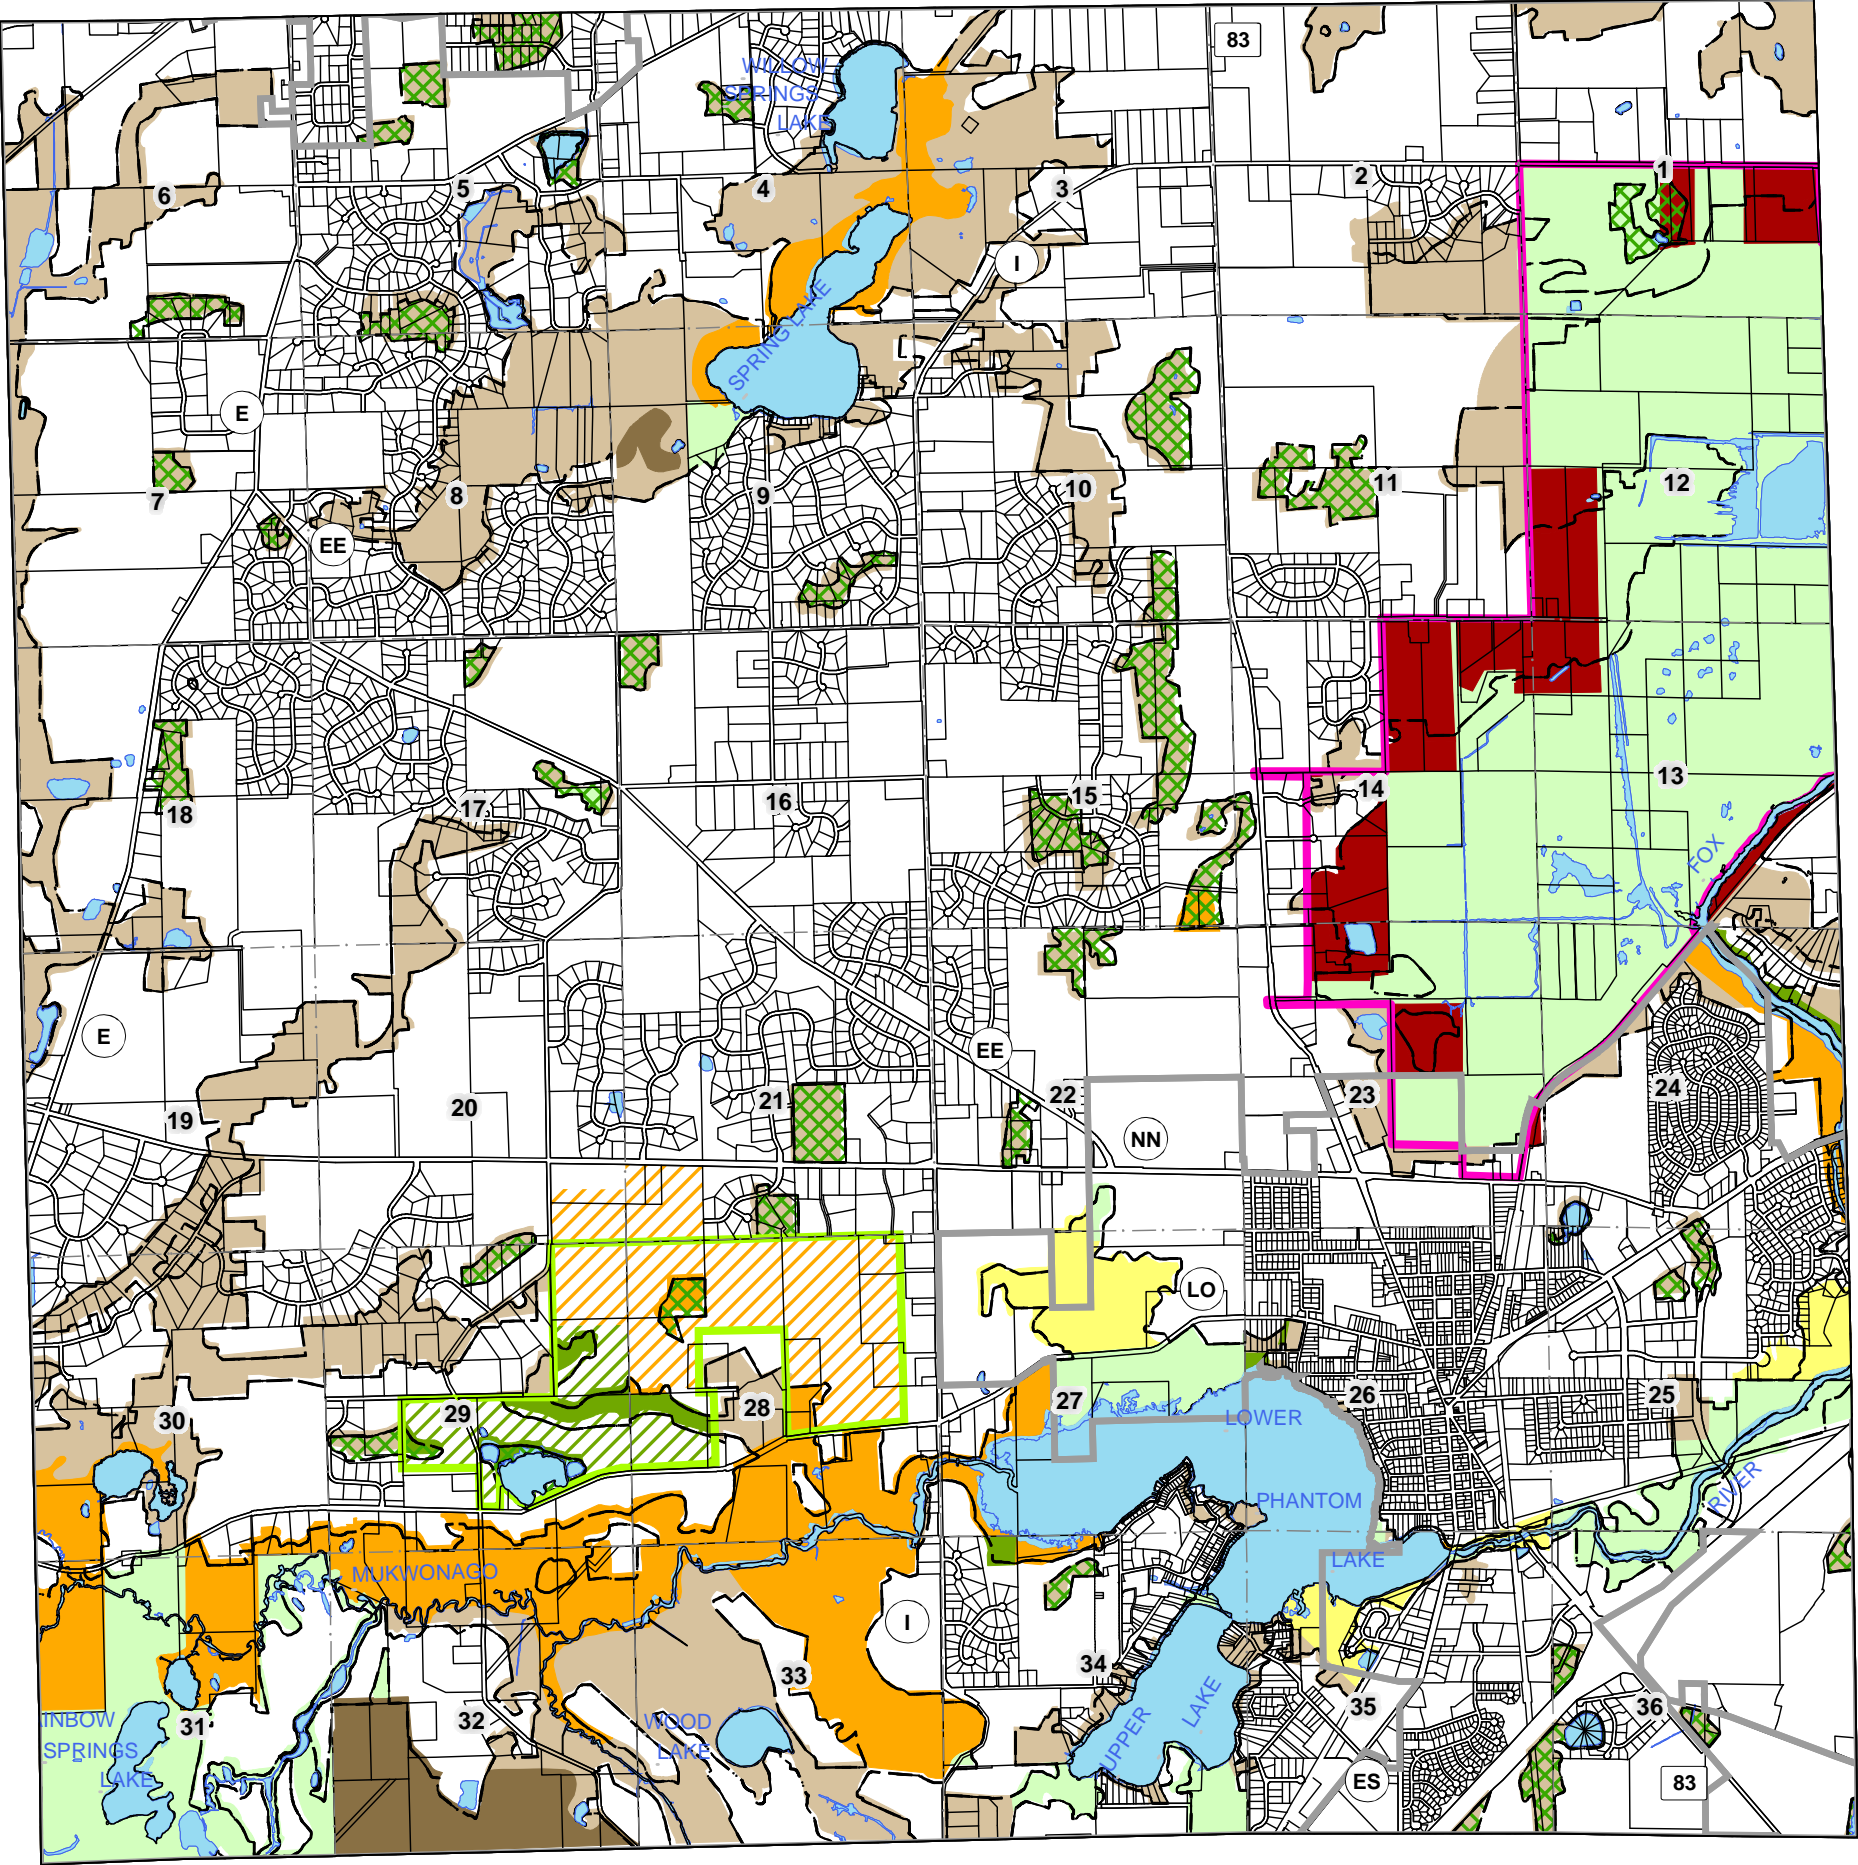 83
WILLOW
SPRINGS
LAKE
6
5
4
3
2
1
I
SPRING LAKE
E
7
8
9
10
11
12
EE
18
17
16
15
14
13
FOX
E
EE
19
20
21
22
23
24
NN
LO
30
29
28
27
26
25
LOWER
PHANTOM
LAKE
RIVER
MUKWONAGO
I
31
32
33
34
35
36
INBOW
SPRINGS
LAKE
WOOD
LAKE
UPPER
LAKE
ES
83